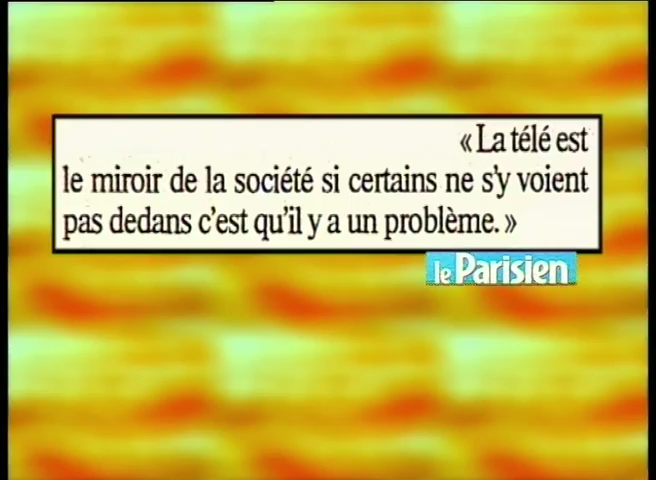 « La télé est
le miroir de la société si certains ne s'y voient
pas dedans c'est qu'il y a un problème. »
le Parisien